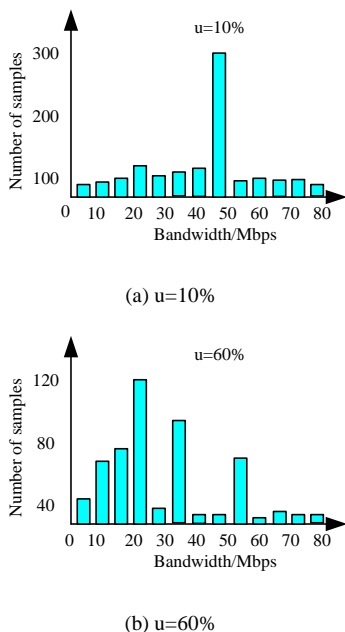 u=10%
300
200
100
Number of samples
0 10 20 30 40 50 60 70 80
Bandwidth/Mbps
(a) u=10%
u=60%
120
80
40
Number of samples
0 10 20 30 40 50 60 70 80
Bandwidth/Mbps
(b) u=60%